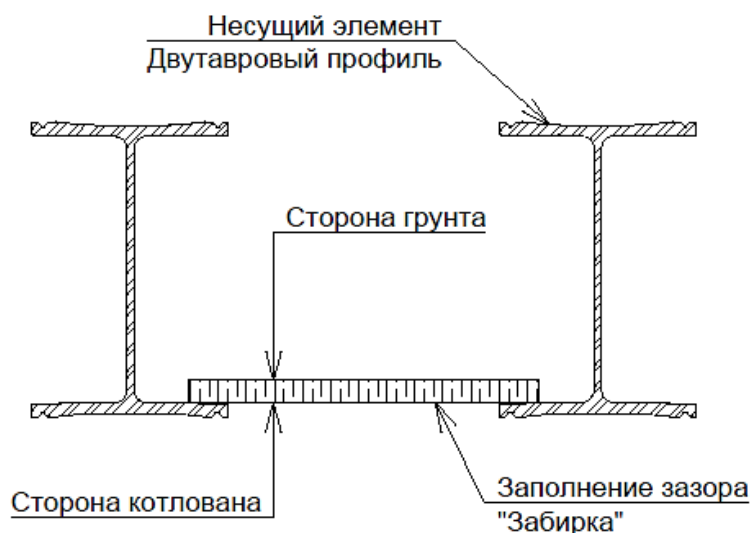 Несущий элемент
Двутавровый профиль
Сторона грунта
Сторона котлована
Заполнение зазора
"Забирка"